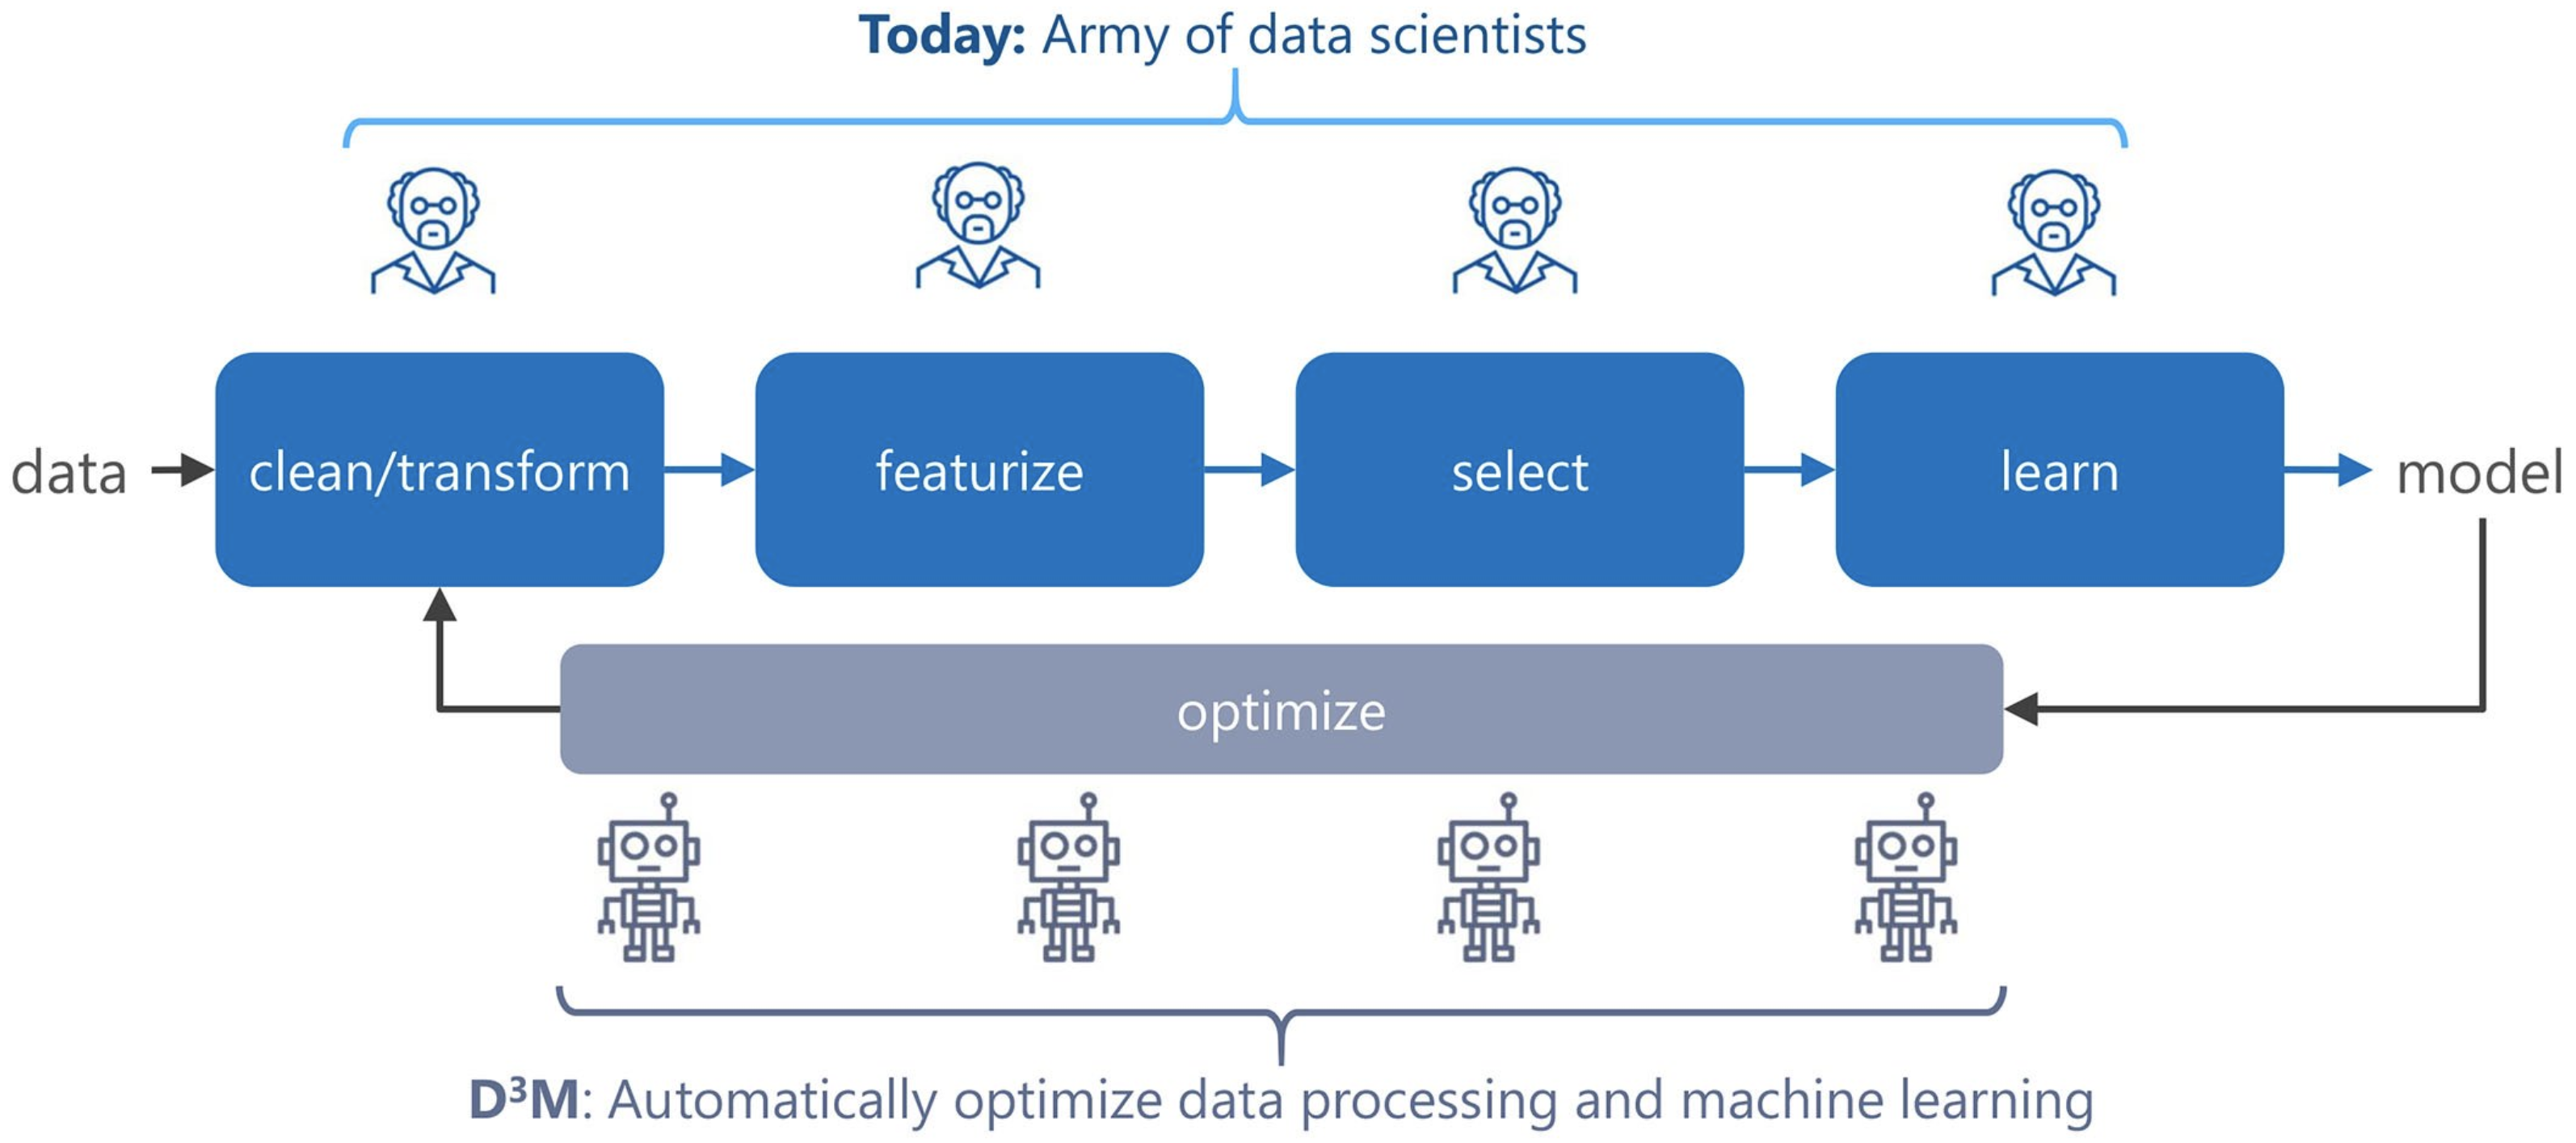 Today: Army of data scientists
data
clean/transform
featurize
select
learn
model
optimize
D³M: Automatically optimize data processing and machine learning